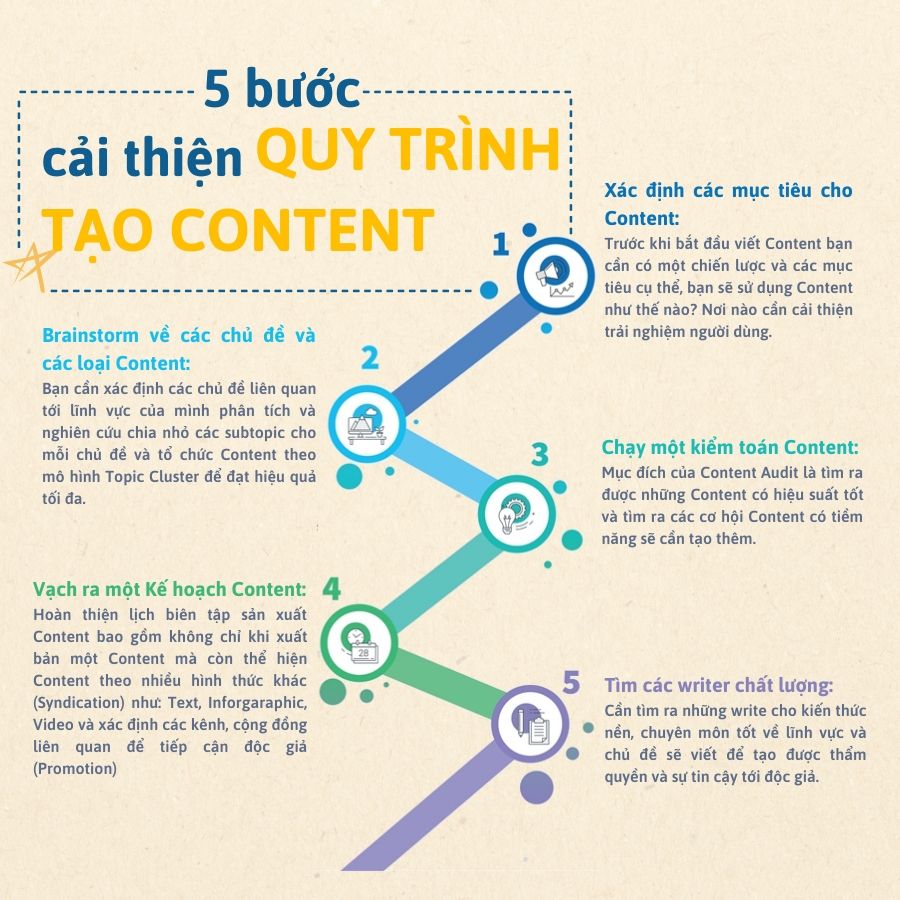 5 bước
cải thiện QUY TRÌNH
TẠO CONTENT
1
Xác định các mục tiêu cho
Content:
Trước khi bắt đầu viết Content bạn
cần có một chiến lược và các mục
tiêu cụ thể, bạn sẽ sử dụng Content
như thế nào? Nơi nào cần cải thiện
trải nghiệm người dùng.
2
Brainstorm về các chủ đề và
các loại Content:
Bạn cần xác định các chủ đề liên quan
tới lĩnh vực của mình phân tích và
nghiên cứu chia nhỏ các subtopic cho
mỗi chủ đề và tổ chức Content theo
mô hình Topic Cluster để đạt hiệu quả
tối đa.
3
Chạy một kiểm toán Content:
Mục đích của Content Audit là tìm ra
được những Content có hiệu suất tốt
và tìm ra các cơ hội Content có tiềm
năng sẽ cần tạo thêm.
4
Vạch ra một Kế hoạch Content:
Hoàn thiện lịch biên tập sản xuất
Content bao gồm không chỉ khi xuất
bản một Content mà còn thể hiện
Content theo nhiều hình thức khác
(Syndication) như: Text, Inforgaraphic,
Video và xác định các kênh, cộng đồng
liên quan để tiếp cận độc giả
(Promotion)
28
5
Tìm các writer chất lượng:
Cần tìm ra những write cho kiến thức
nền, chuyên môn tốt về lĩnh vực và
chủ đề sẽ viết để tạo được thẩm
quyền và sự tin cậy tới độc giả.